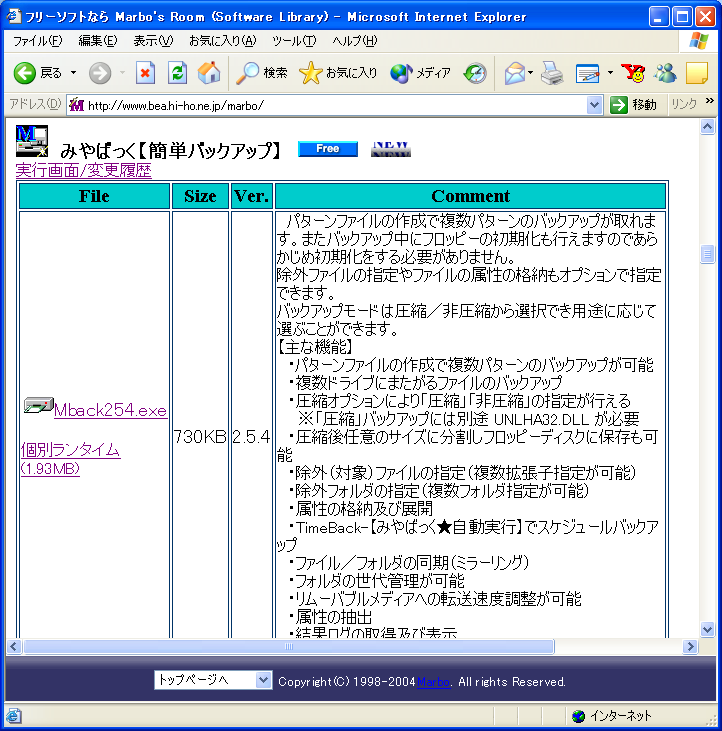 フリーソフトなら Marbo's Room (Software Library) - Microsoft Internet Explorer
ファイル(F) 編集(E) 表示(V) お気に入り(A) ツール(T) ヘルプ(H)
戻る 検索 お気に入り メディア
アドレス(D) http://www.bea.hi-ho.ne.jp/marbo/ 移動 リンク »
みやばっく【簡単バックアップ】 Free NEW
実行画面/変更履歴
File Size Ver. Comment
Mback254.exe
個別ランタイム
(1.93MB)
730KB
2.5.4
パターンファイルの作成で複数パターンのバックアップが取れま
す。またバックアップ中にフロッピーの初期化も行えますのであら
かじめ初期化をする必要がありません。
除外ファイルの指定やファイルの属性の格納もオプションで指定
できます。
バックアップモードは圧縮／非圧縮から選択でき用途に応じて
選ぶことができます。
【主な機能】
・パターンファイルの作成で複数パターンのバックアップが可能
・複数ドライブにまたがるファイルのバックアップ
・圧縮オプションにより「圧縮」「非圧縮」の指定が行える
※「圧縮」バックアップには別途 UNLHA32.DLL が必要
・圧縮後任意のサイズに分割しフロッピーディスクに保存も可
能
・除外（対象）ファイルの指定（複数拡張子指定が可能）
・除外フォルダの指定（複数フォルダ指定が可能）
・属性の格納及び展開
・TimeBack-【みやばっく★自動実行】でスケジュールバックア
ップ
・ファイル／フォルダの同期（ミラーリング）
・フォルダの世代管理が可能
・リムーバブルメディアへの転送速度調整が可能
・属性の抽出
・結果ログの取得及び表示
トップページへ Copyright(C) 1998-2004 Marbo. All rights Reserved.
インターネット